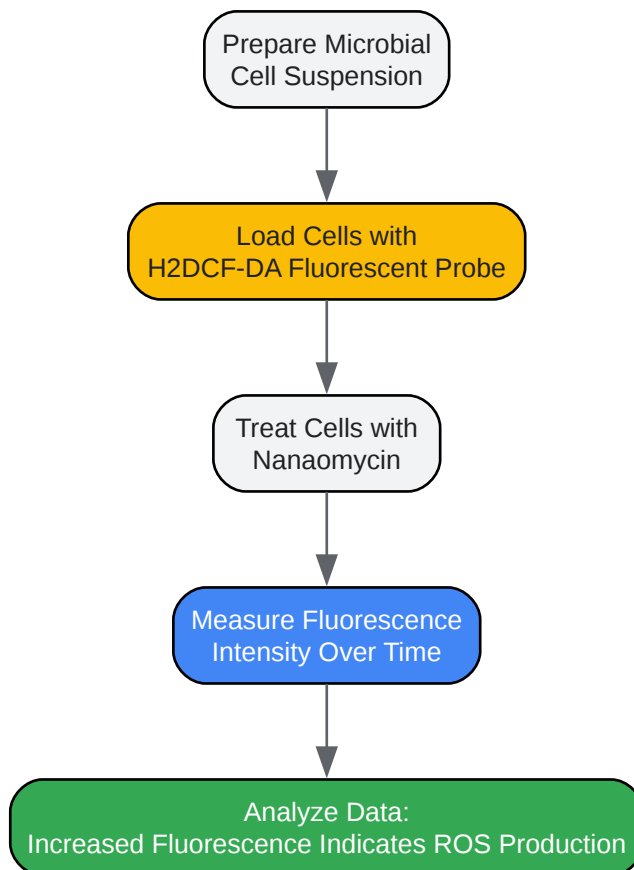 Prepare Microbial
Cell Suspension
Load Cells with
H2DCF-DA Fluorescent Probe
Treat Cells with
Nanaomycin
Measure Fluorescence
Intensity Over Time
Analyze Data:
Increased Fluorescence Indicates ROS Production